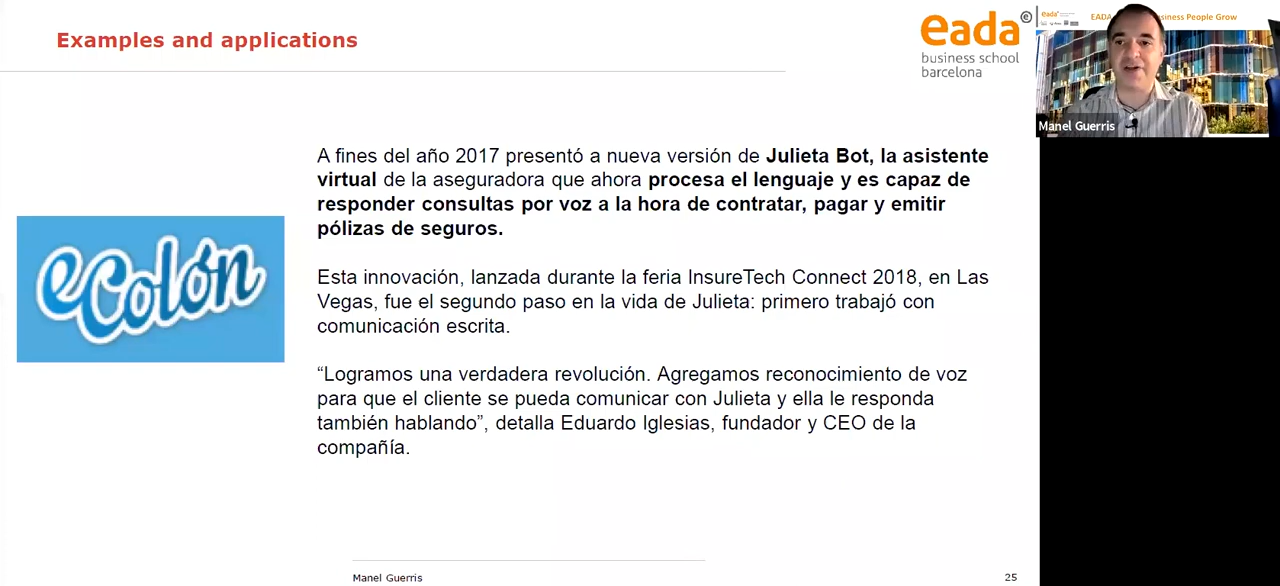 Examples and applications
eada
business school
barcelona
eada
EADA
Business People Grow
Manel Guerris
eColón
A fines del año 2017 presentó a nueva versión de Julieta Bot, la asistente
virtual de la aseguradora que ahora procesa el lenguaje y es capaz de
responder consultas por voz a la hora de contratar, pagar y emitir
pólizas de seguros.
Esta innovación, lanzada durante la feria InsureTech Connect 2018, en Las
Vegas, fue el segundo paso en la vida de Julieta: primero trabajó con
comunicación escrita.
“Logramos una verdadera revolución. Agregamos reconocimiento de voz
para que el cliente se pueda comunicar con Julieta y ella le responda
también hablando”, detalla Eduardo Iglesias, fundador y CEO de la
compañía.
Manel Guerris
25